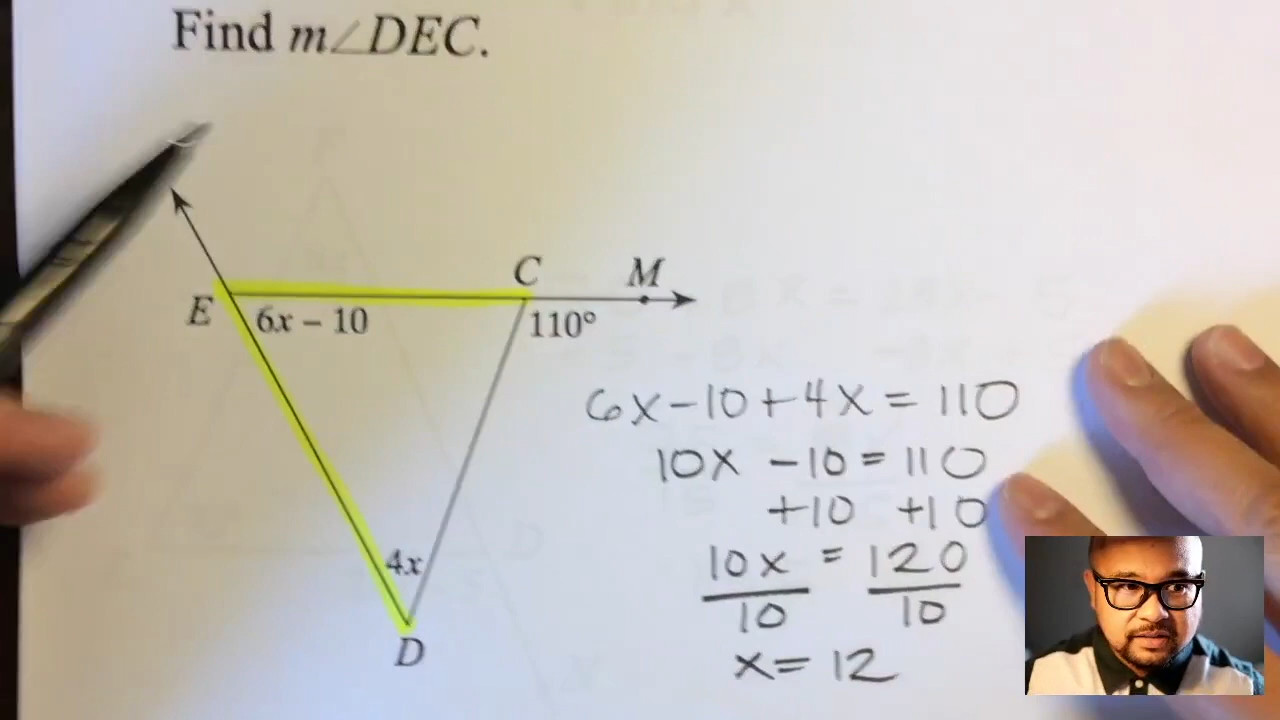 Find m∠DEC.
C M
E 6x – 10 110°
6x-10+4x = 110
10x -10 = 110
+10 +10
4x
10x = 120
10 10
D
x = 12